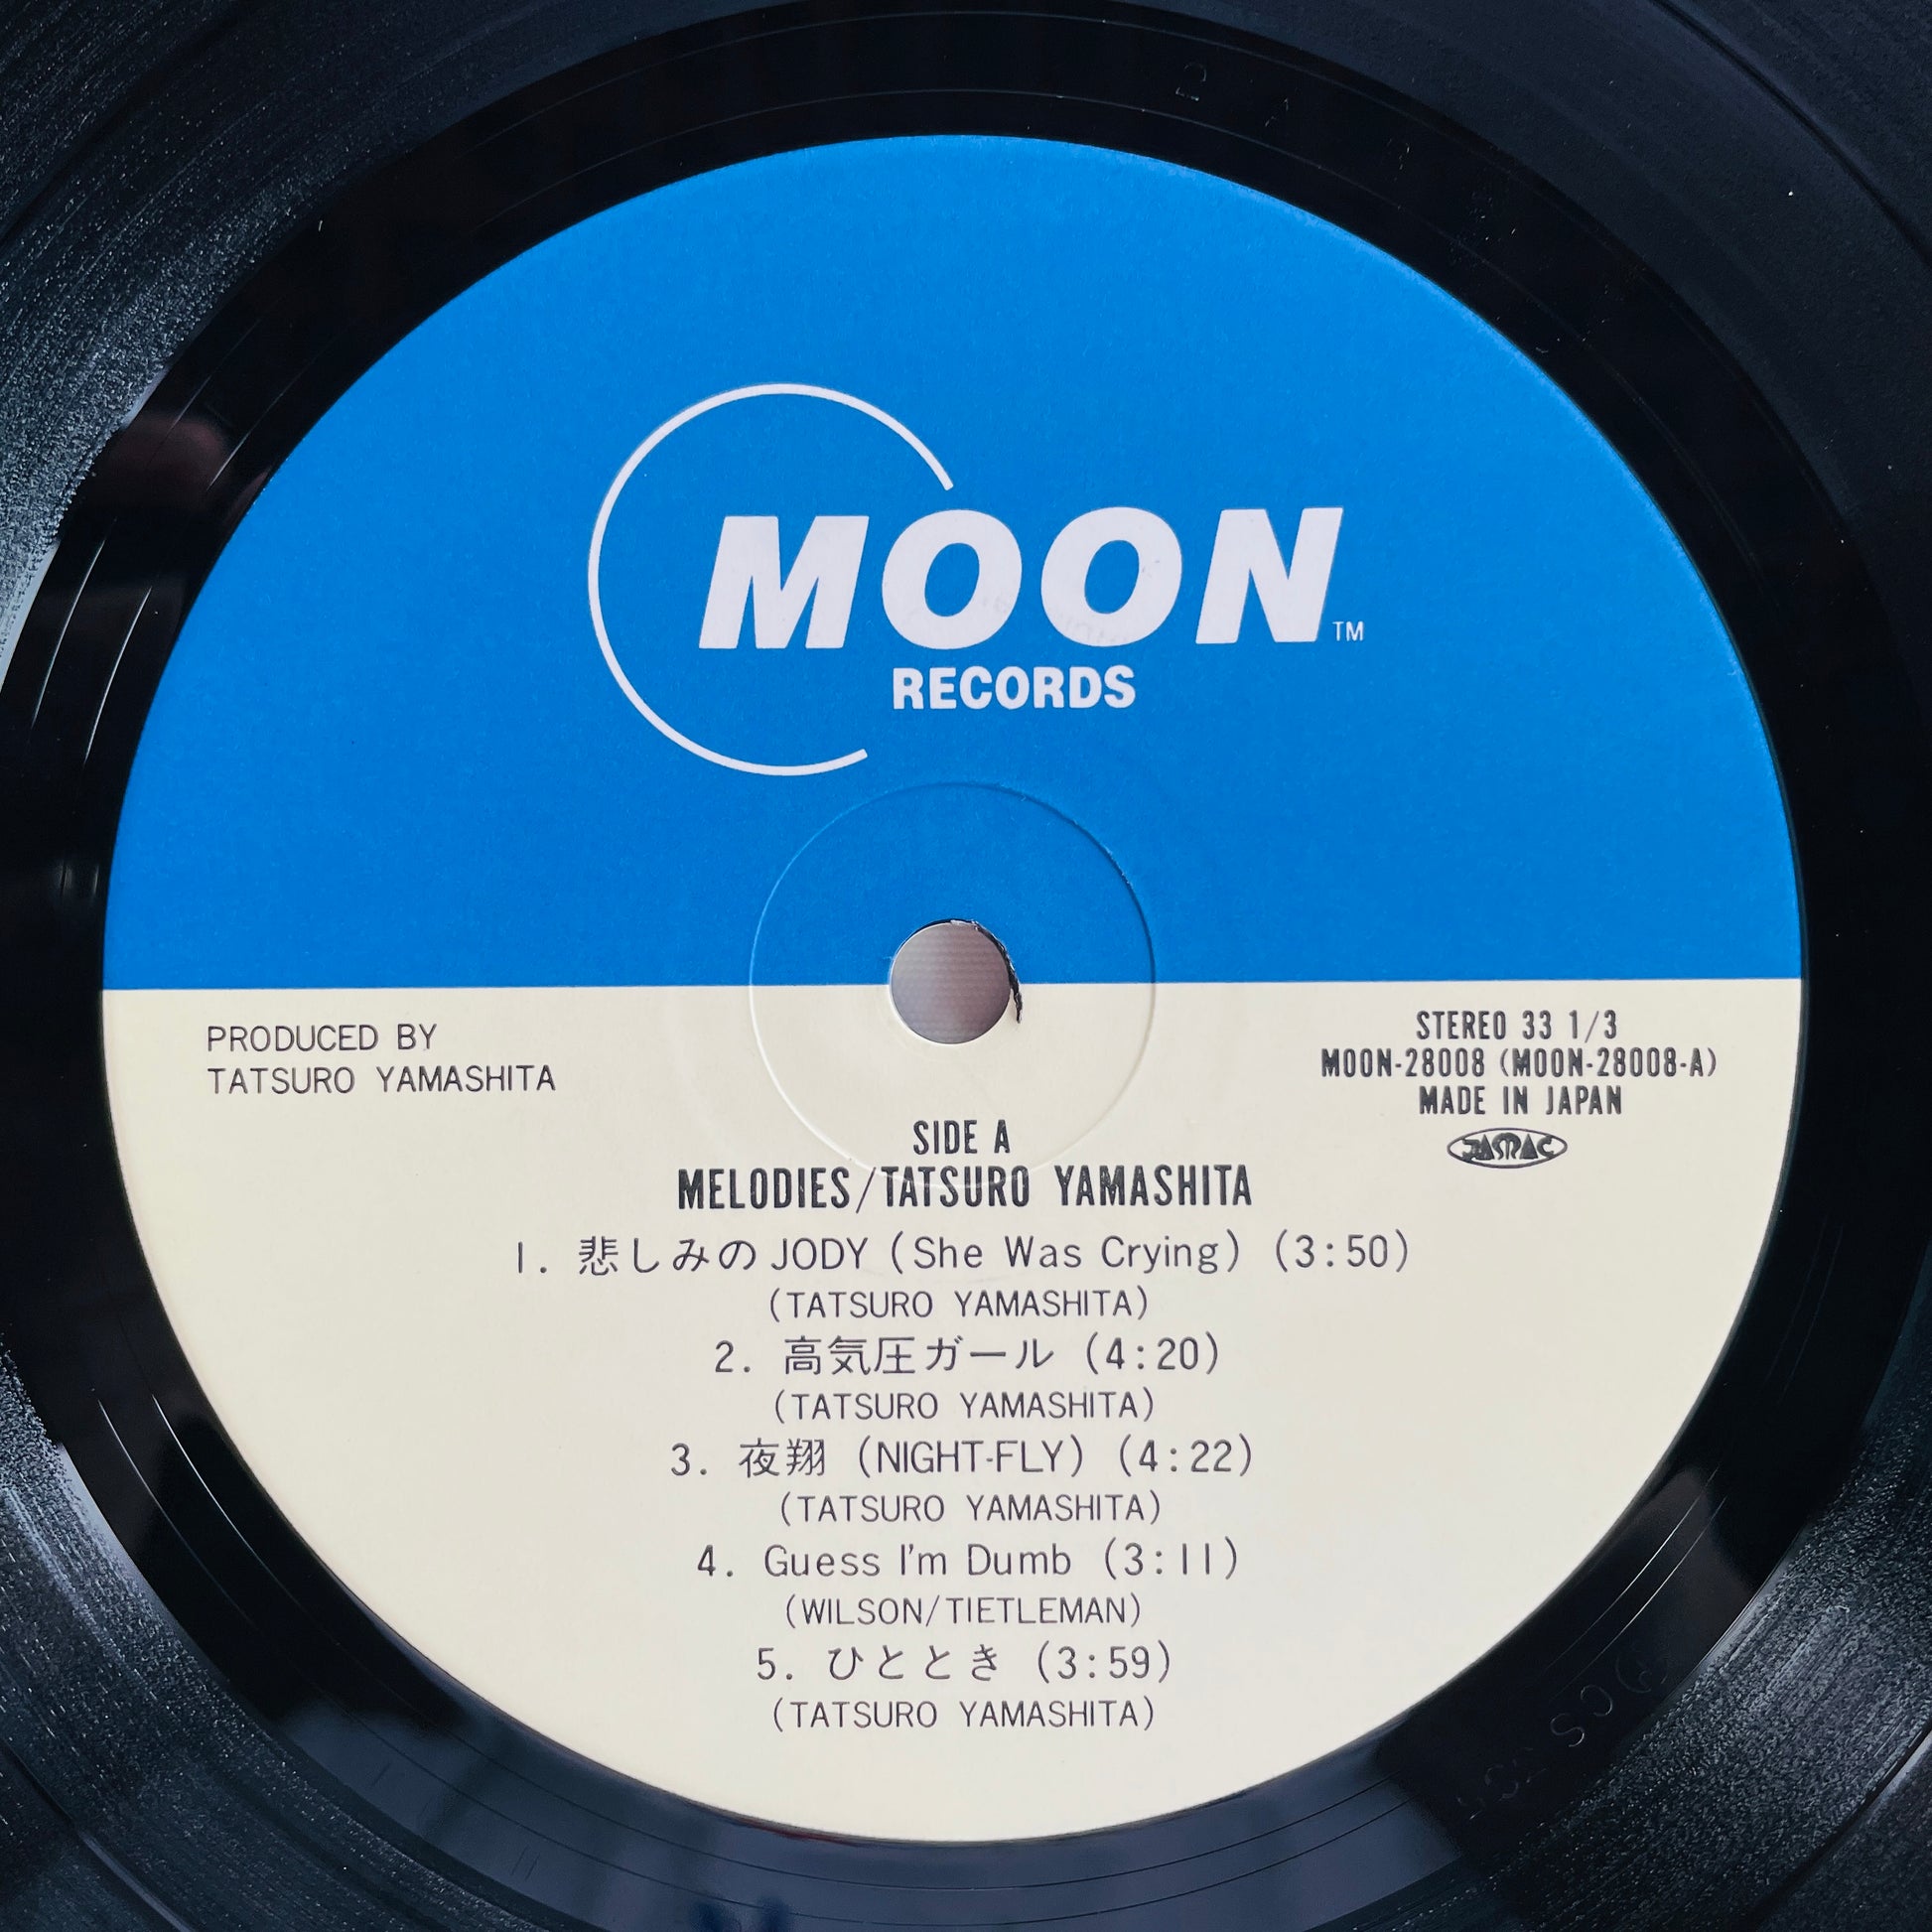 MOON TM
RECORDS
PRODUCED BY
TATSURO YAMASHITA
STEREO 33 1/3
MOON-28008 (MOON-28008-A)
MADE IN JAPAN
JASRAC
SIDE A
MELODIES/TATSURO YAMASHITA
1. 悲しみのJODY (She Was Crying) (3:50)
(TATSURO YAMASHITA)
2. 高気圧ガール (4:20)
(TATSURO YAMASHITA)
3. 夜翔 (NIGHT-FLY) (4:22)
(TATSURO YAMASHITA)
4. Guess I'm Dumb (3:11)
(WILSON/TIETLEMAN)
5. ひととき (3:59)
(TATSURO YAMASHITA)